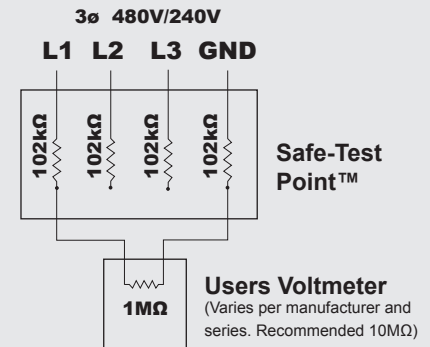 3ø 480V/240V
L1 L2 L3 GND
102kΩ 102kΩ 102kΩ 102kΩ
Safe-Test
Point™
1MΩ
Users Voltmeter
(Varies per manufacturer and
series. Recommended 10MΩ)